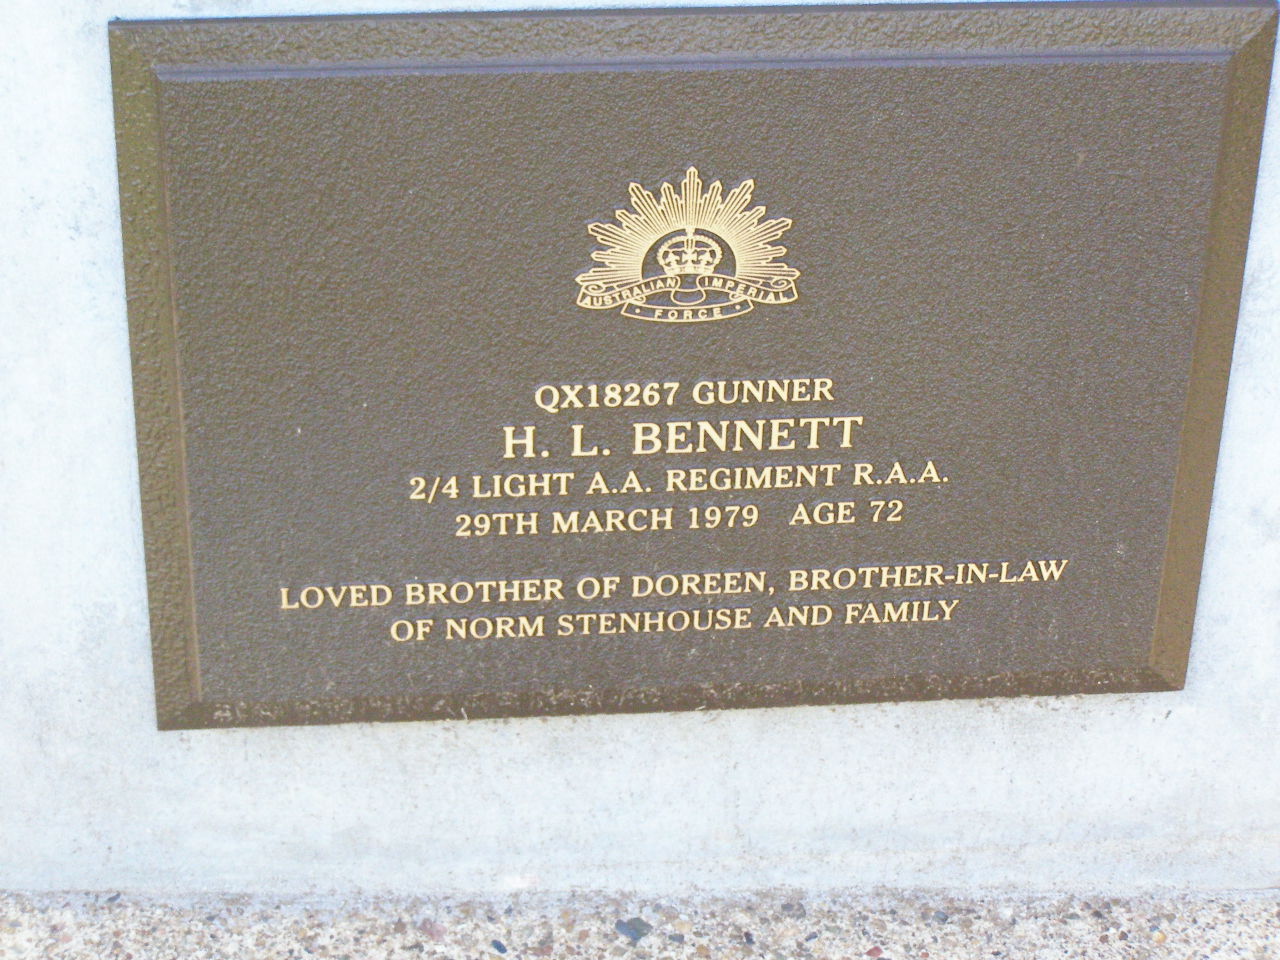 AUSTRALIAN IMPERIAL
FORCE
QX18267 GUNNER
H. L. BENNETT
2/4 LIGHT A.A. REGIMENT R.A.A.
29TH MARCH 1979 AGE 72
LOVED BROTHER OF DOREEN, BROTHER-IN-LAW
OF NORM STENHOUSE AND FAMILY